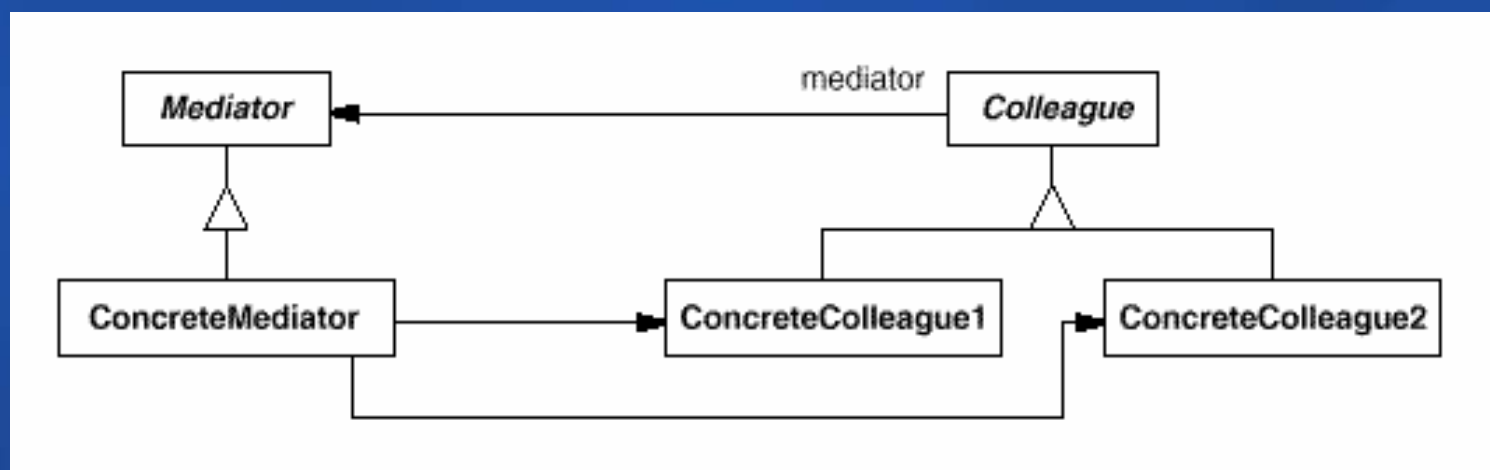 mediator
Mediator
Colleague
ConcreteMediator
ConcreteColleague1
ConcreteColleague2